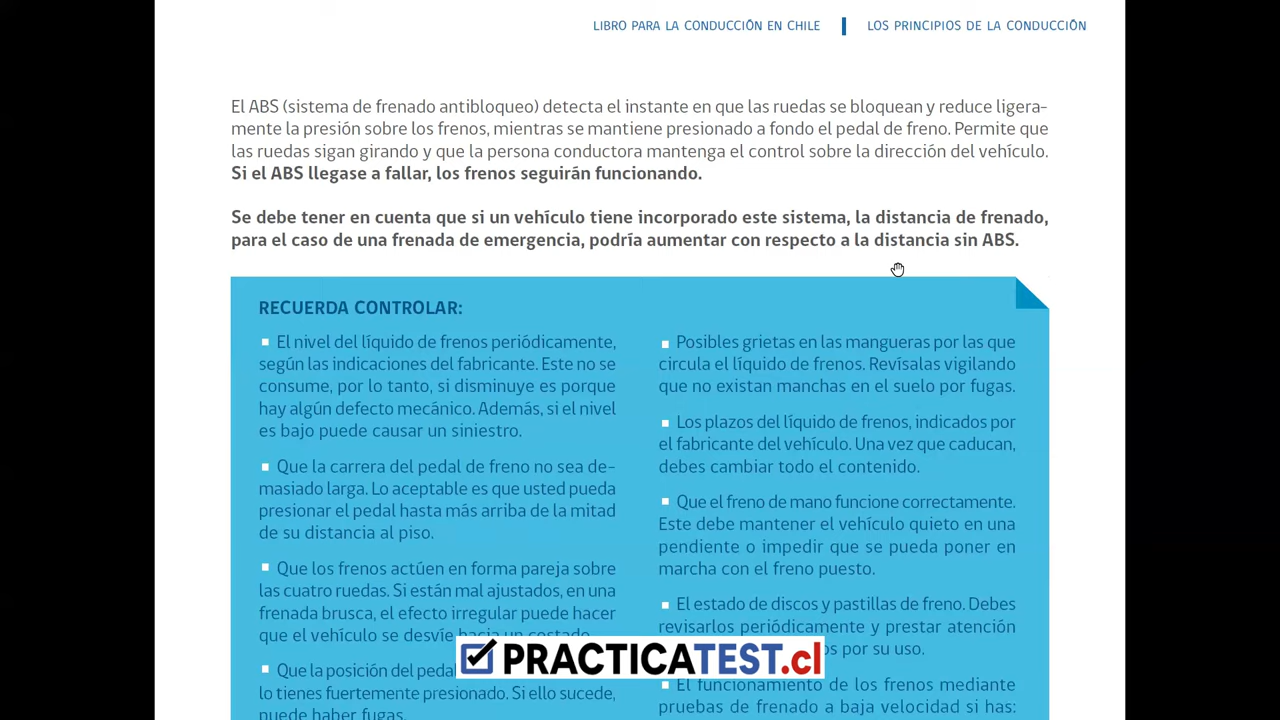 LIBRO PARA LA CONDUCCIÓN EN CHILE | LOS PRINCIPIOS DE LA CONDUCCIÓN
El ABS (sistema de frenado antibloqueo) detecta el instante en que las ruedas se bloquean y reduce ligera-
mente la presión sobre los frenos, mientras se mantiene presionado a fondo el pedal de freno. Permite que
las ruedas sigan girando y que la persona conductora mantenga el control sobre la dirección del vehículo.
Si el ABS llegase a fallar, los frenos seguirán funcionando.
Se debe tener en cuenta que si un vehículo tiene incorporado este sistema, la distancia de frenado,
para el caso de una frenada de emergencia, podría aumentar con respecto a la distancia sin ABS.
RECUERDA CONTROLAR:
El nivel del líquido de frenos periódicamente,
según las indicaciones del fabricante. Este no se
consume, por lo tanto, si disminuye es porque
hay algún defecto mecánico. Además, si el nivel
es bajo puede causar un siniestro.
Que la carrera del pedal de freno no sea de-
masiado larga. Lo aceptable es que usted pueda
presionar el pedal hasta más arriba de la mitad
de su distancia al piso.
Que los frenos actúen en forma pareja sobre
las cuatro ruedas. Si están mal ajustados, en una
frenada brusca, el efecto irregular puede hacer
que el vehículo se desvíe hacia un costado.
Que la posición del pedal
lo tienes fuertemente presionado. Si ello sucede,
puede haber fugas.
Posibles grietas en las mangueras por las que
circula el líquido de frenos. Revísalas vigilando
que no existan manchas en el suelo por fugas.
Los plazos del líquido de frenos, indicados por
el fabricante del vehículo. Una vez que caducan,
debes cambiar todo el contenido.
Que el freno de mano funcione correctamente.
Este debe mantener el vehículo quieto en una
pendiente o impedir que se pueda poner en
marcha con el freno puesto.
El estado de discos y pastillas de freno. Debes
revisarlos periódicamente y prestar atención
por su uso.
El funcionamiento de los frenos mediante
pruebas de frenado a baja velocidad si has:
PRACTICATEST.cl